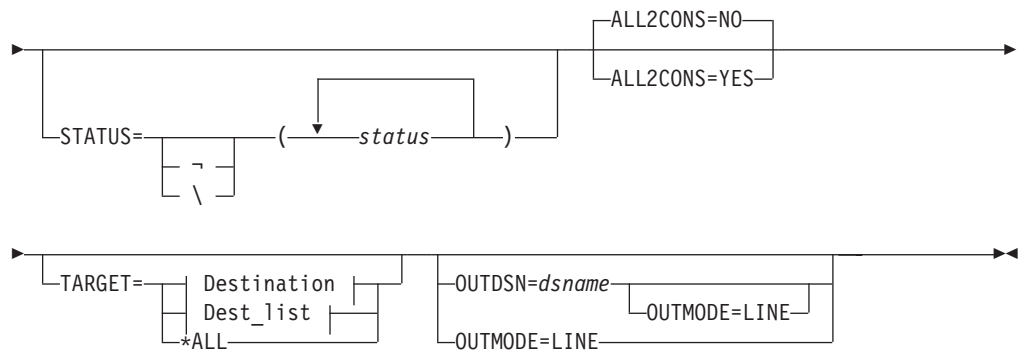 ALL2CONS=NO
ALL2CONS=YES
STATUS= ( status )
¬
\
TARGET= Destination
Dest_list
*ALL
OUTDSN=dsname
OUTMODE=LINE
OUTMODE=LINE